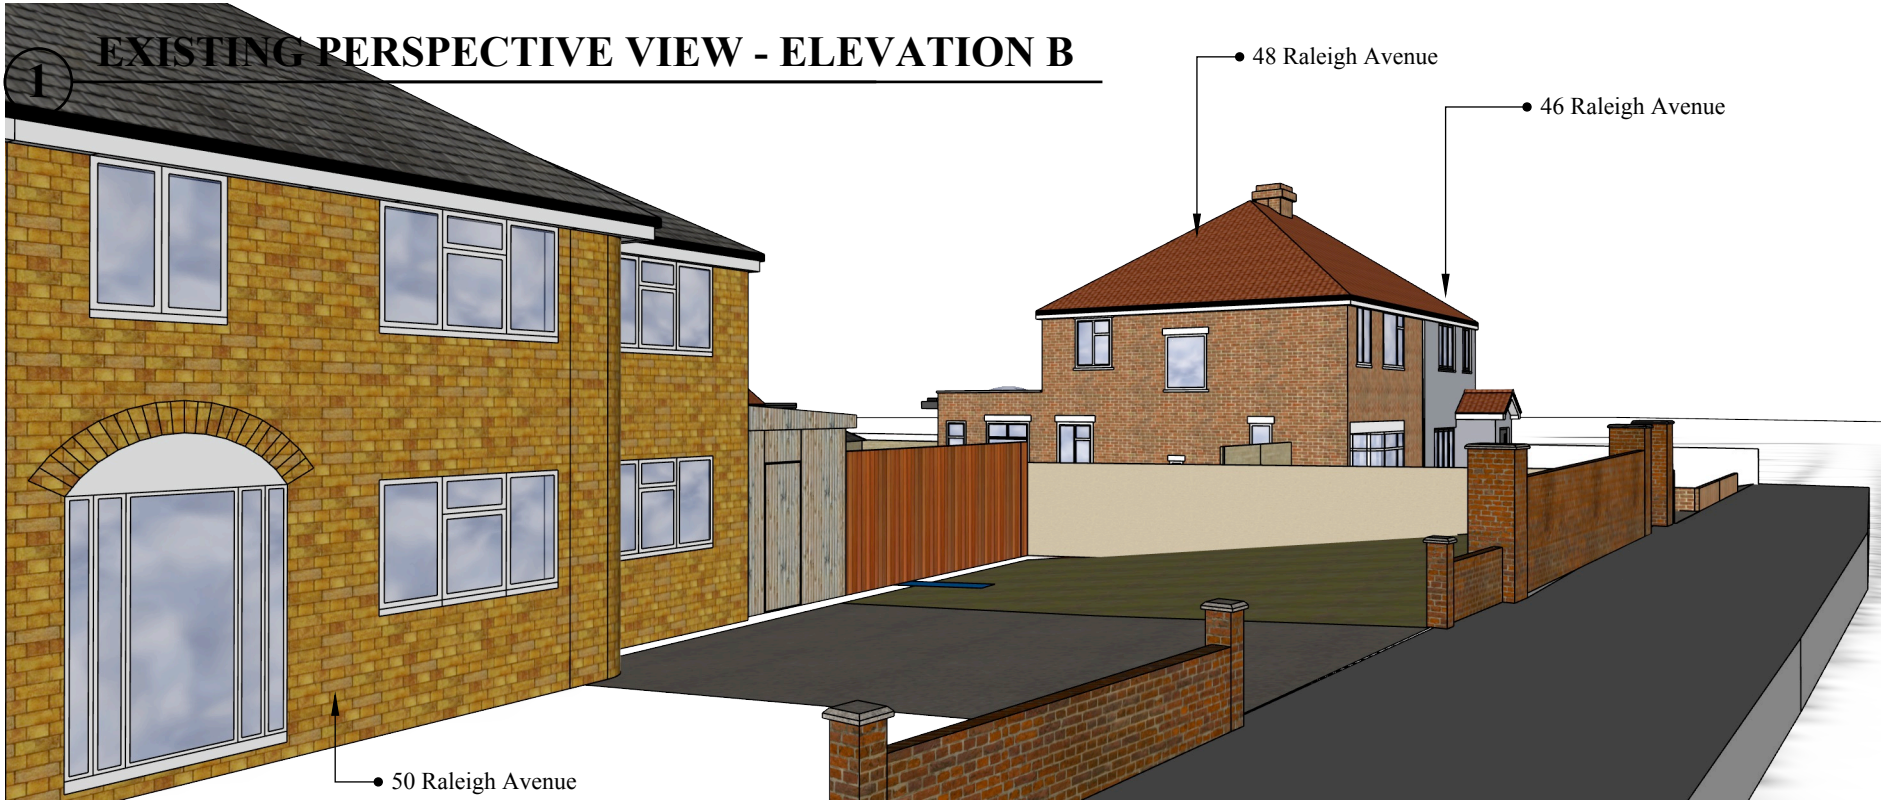 1
EXISTING PERSPECTIVE VIEW - ELEVATION B
48 Raleigh Avenue
46 Raleigh Avenue
50 Raleigh Avenue